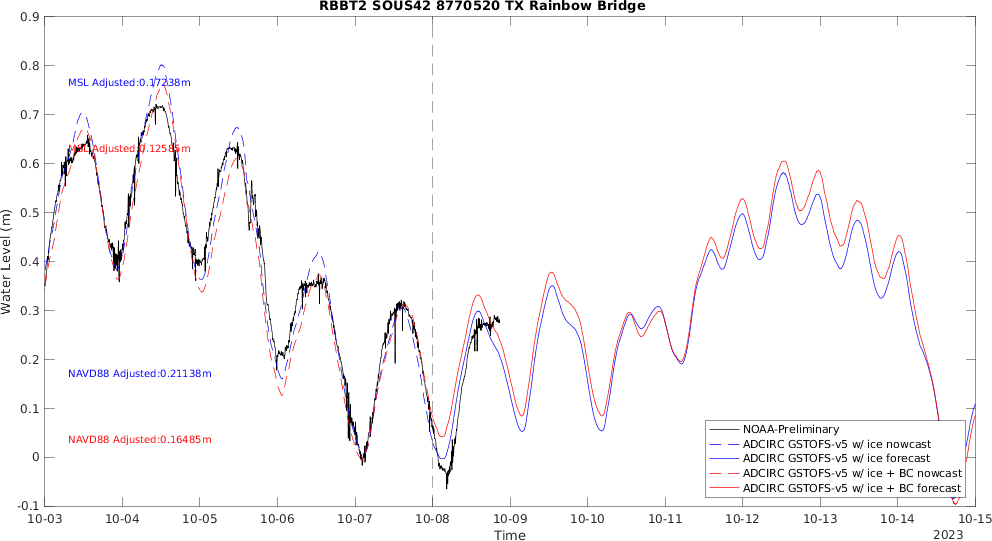 RBBT2 SOUS42 8770520 TX Rainbow Bridge
Water Level (m)
0.9
0.8
0.7
0.6
0.5
0.4
0.3
0.2
0.1
0
-0.1
MSL Adjusted:0.17238m
MSL Adjusted:0.12585m
NAVD88 Adjusted:0.21138m
NAVD88 Adjusted:0.16485m
NOAA-Preliminary
ADCIRC GSTOFS-v5 w/ ice nowcast
ADCIRC GSTOFS-v5 w/ ice forecast
ADCIRC GSTOFS-v5 w/ ice + BC nowcast
ADCIRC GSTOFS-v5 w/ ice + BC forecast
10-03 10-04 10-05 10-06 10-07 10-08 10-09 10-10 10-11 10-12 10-13 10-14 10-15
Time
2023